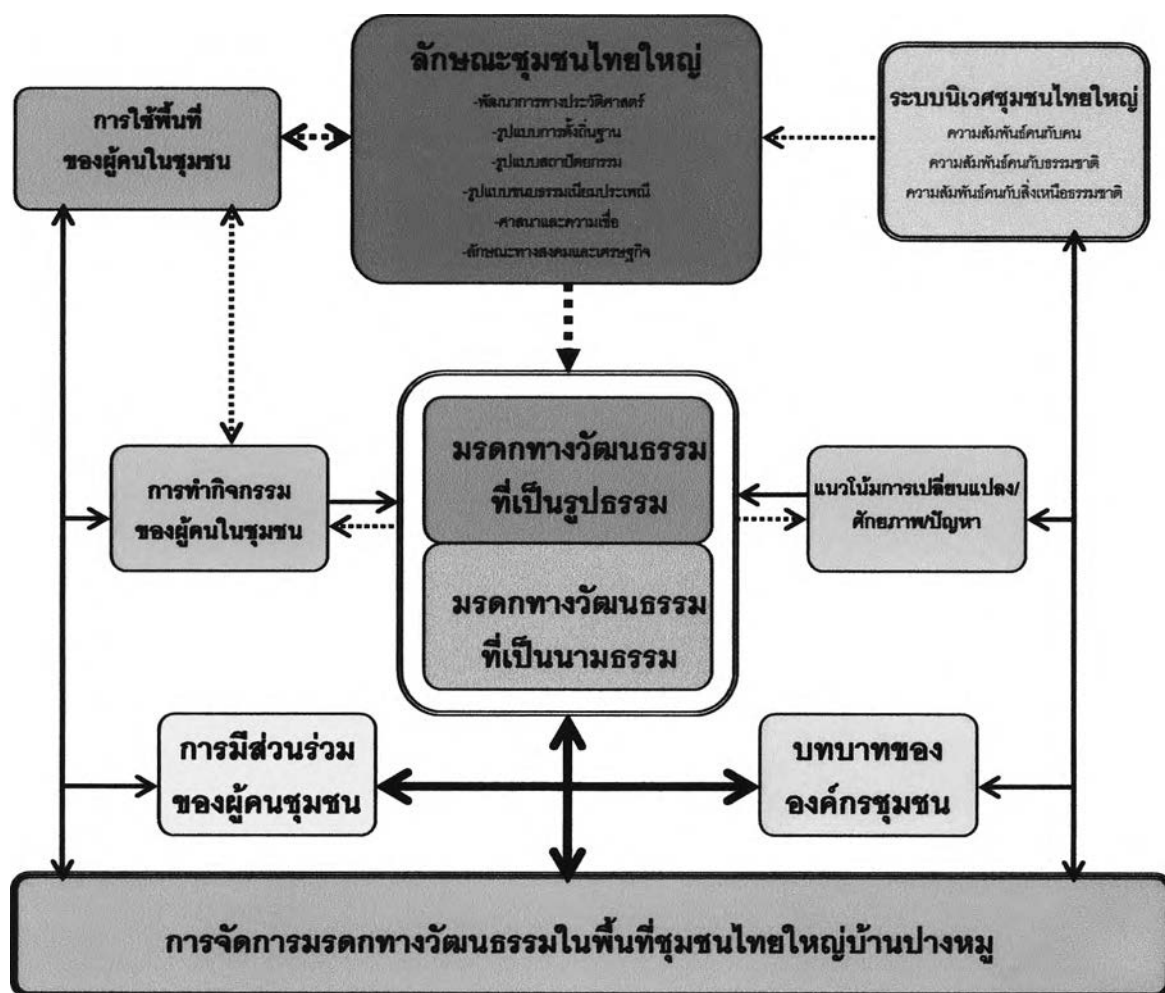 ลักษณะชุมชนไทยใหญ่
-พัฒนาการทางประวัติศาสตร์
-รูปแบบการตั้งถิ่นฐาน
-รูปแบบสถาปัตยกรรม
-รูปแบบขนบธรรมเนียมประเพณี
-ศาสนาและความเชื่อ
-ลักษณะทางสงคมและเศรษฐกิจ
การใช้พื้นที่
ของผู้คนในชุมชน
ระบบนิเวศชุมชนไทยใหญ่
ความสัมพันธ์คนกับคน
ความสัมพันธ์คนกับธรรมชาติ
ความสัมพันธ์คนกับสิ่งเหนือธรรมชาติ
การทำกิจกรรม
ของผู้คนในชุมชน
มรดกทางวัฒนธรรม
ที่เป็นรูปธรรม
มรดกทางวัฒนธรรม
ที่เป็นนามธรรม
แนวโน้มการเปลี่ยนแปลง/
ศักยภาพ/ปัญหา
การมีส่วนร่วม
ของผู้คนชุมชน
บทบาทของ
องค์กรชุมชน
การจัดการมรดกทางวัฒนธรรมในพื้นที่ชุมชนไทยใหญ่บ้านปางหมู